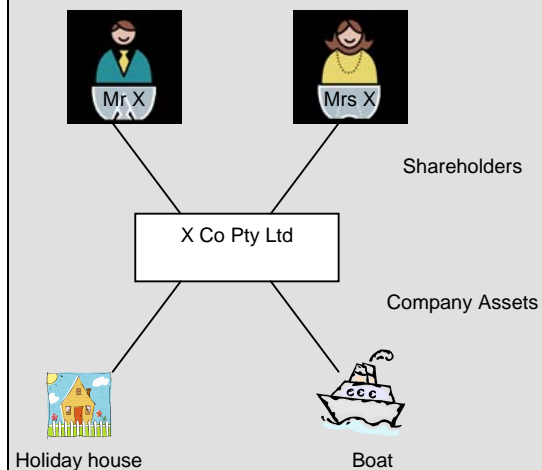 Mr X
Mrs X
Shareholders
X Co Pty Ltd
Company Assets
Holiday house
Boat